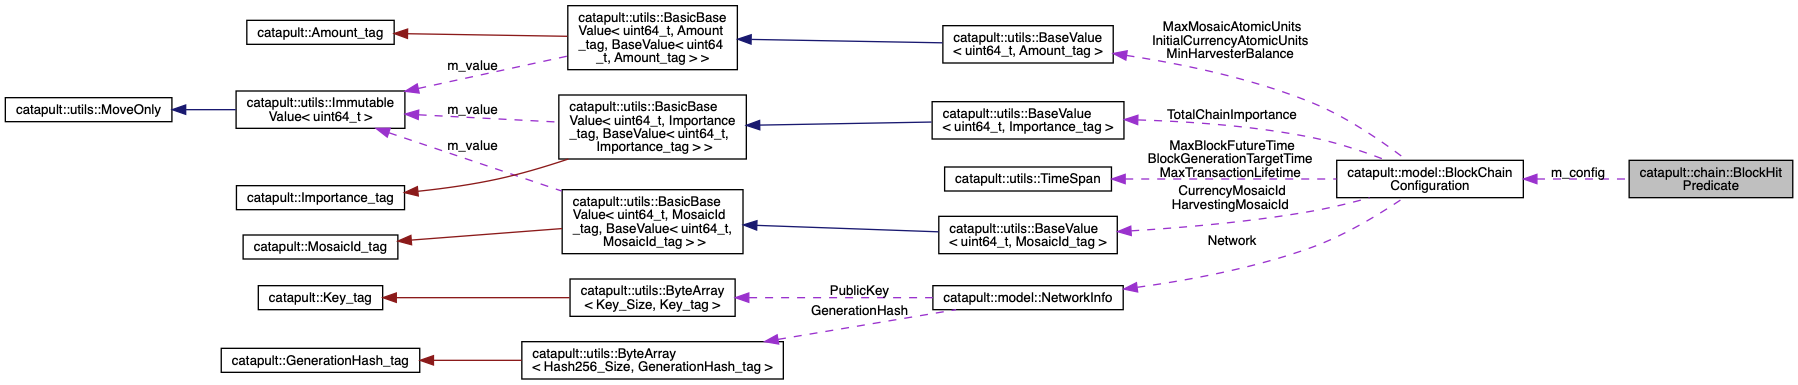 catapult::utils::MoveOnly
catapult::Amount_tag
catapult::utils::Immutable
Value< uint64_t >
catapult::Importance_tag
catapult::MosaicId_tag
catapult::Key_tag
catapult::GenerationHash_tag
m_value
m_value
m_value
catapult::utils::BasicBase
Value< uint64_t, Amount
_tag, BaseValue< uint64
_t, Amount_tag > >
catapult::utils::BasicBase
Value< uint64_t, Importance
_tag, BaseValue< uint64_t,
Importance_tag > >
catapult::utils::BasicBase
Value< uint64_t, MosaicId
_tag, BaseValue< uint64_t,
MosaicId_tag > >
catapult::utils::ByteArray
< Key_Size, Key_tag >
catapult::utils::ByteArray
< Hash256_Size, GenerationHash_tag >
PublicKey
GenerationHash
catapult::utils::BaseValue
< uint64_t, Amount_tag >
catapult::utils::BaseValue
< uint64_t, Importance_tag >
catapult::utils::TimeSpan
catapult::utils::BaseValue
< uint64_t, MosaicId_tag >
catapult::model::NetworkInfo
MaxMosaicAtomicUnits
InitialCurrencyAtomicUnits
MinHarvesterBalance
TotalChainImportance
MaxBlockFutureTime
BlockGenerationTargetTime
MaxTransactionLifetime
CurrencyMosaicId
HarvestingMosaicId
Network
catapult::model::BlockChain
Configuration
m_config
catapult::chain::BlockHit
Predicate